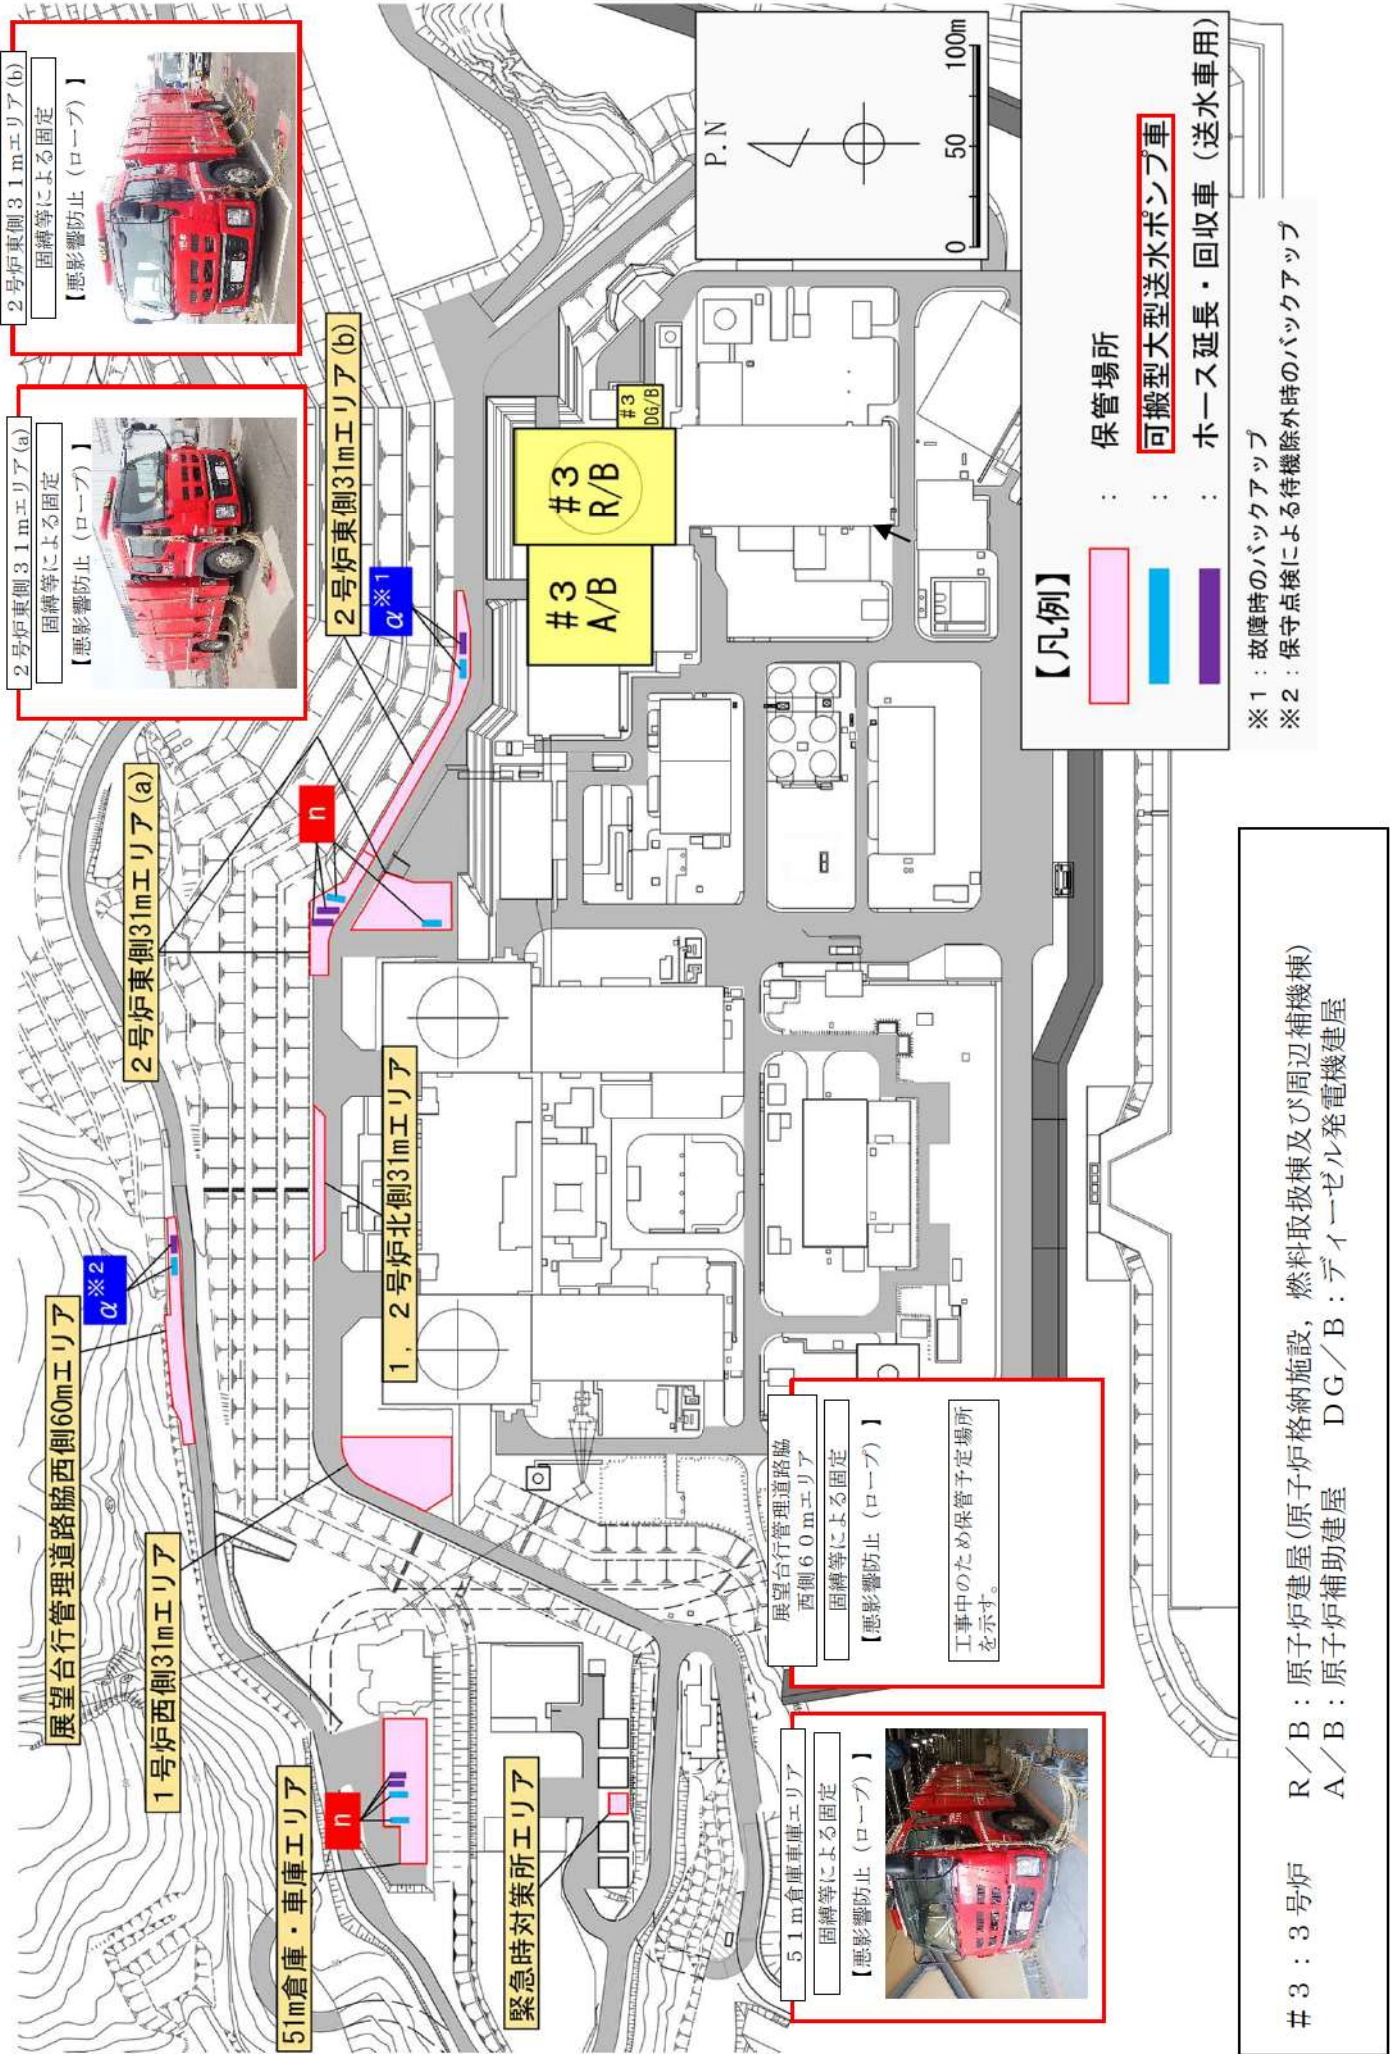 2号炉東側31mエリア(a)
固縛等による固定
【悪影響防止（ロープ）】
2号炉東側31mエリア(b)
固縛等による固定
【悪影響防止（ロープ）】
展望台行管理道路脇西側60mエリア
α※2
2号炉東側31mエリア(a)
1号炉西側31mエリア
n
2号炉東側31mエリア(b)
α※1
51m倉庫・車庫エリア
n
1，2号炉北側31mエリア
緊急時対策所エリア
#3
A/B
#3
R/B
#3
DG/B
P.N
0 50 100m
51m倉庫車庫エリア
固縛等による固定
【悪影響防止（ロープ）】
展望台行管理道路脇
西側60mエリア
固縛等による固定
【悪影響防止（ロープ）】
工事中のため保管予定場所
を示す。
【凡例】
： 保管場所
： 可搬型大型送水ポンプ車
： ホース延長・回収車（送水車用）
※1：故障時のバックアップ
※2：保守点検による待機除外時のバックアップ
＃3：3号炉 R／B：原子炉建屋(原子炉格納施設，燃料取扱棟及び周辺補機棟)
A／B：原子炉補助建屋 DG／B：ディーゼル発電機建屋